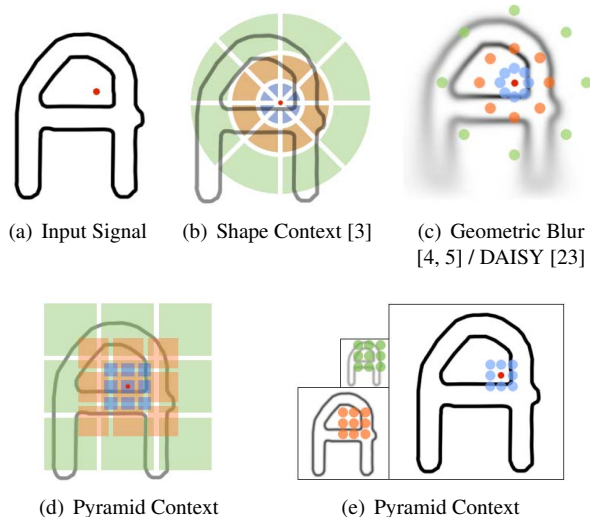 (a) Input Signal
(b) Shape Context [3]
(c) Geometric Blur
[4, 5] / DAISY [23]
(d) Pyramid Context
(e) Pyramid Context